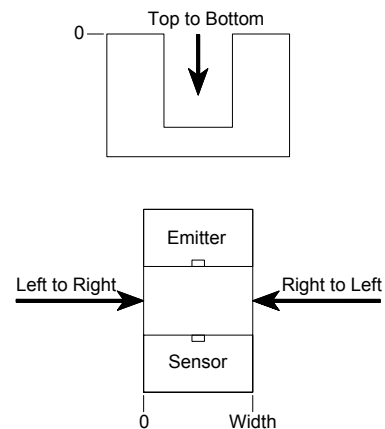 Top to Bottom
0
Emitter
Left to Right
Right to Left
Sensor
0
Width